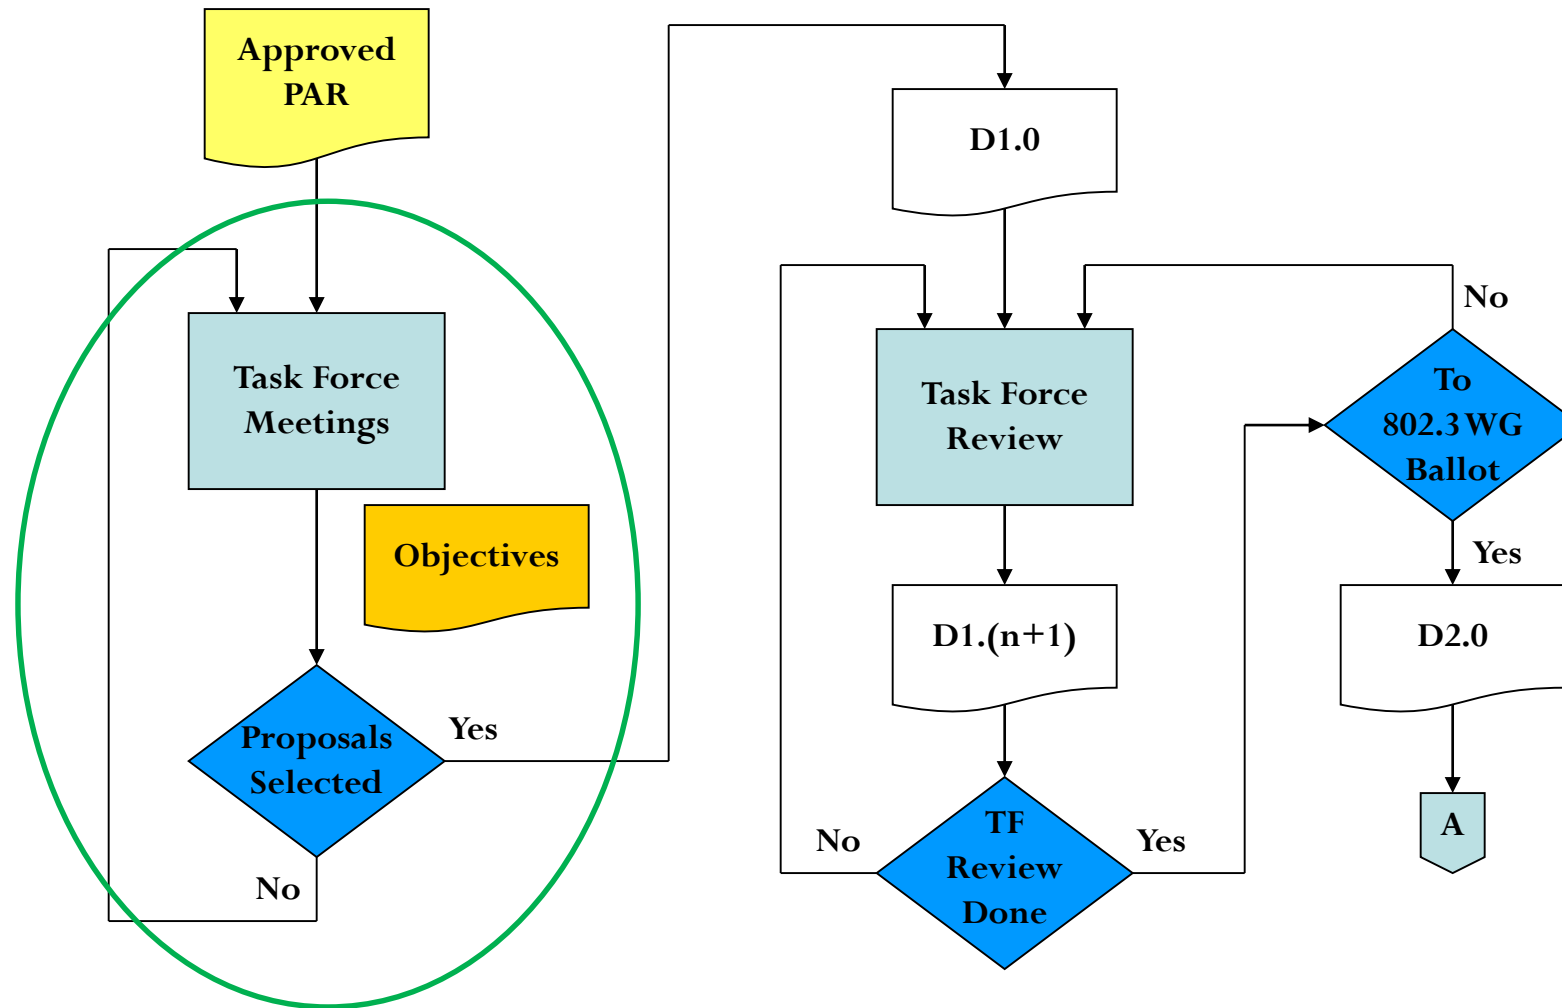 Approved
PAR
Task Force
Meetings
Objectives
Proposals
Selected
Yes
No
D1.0
Task Force
Review
D1.(n+1)
TF
Review
Done
No
Yes
To
802.3 WG
Ballot
No
Yes
D2.0
A